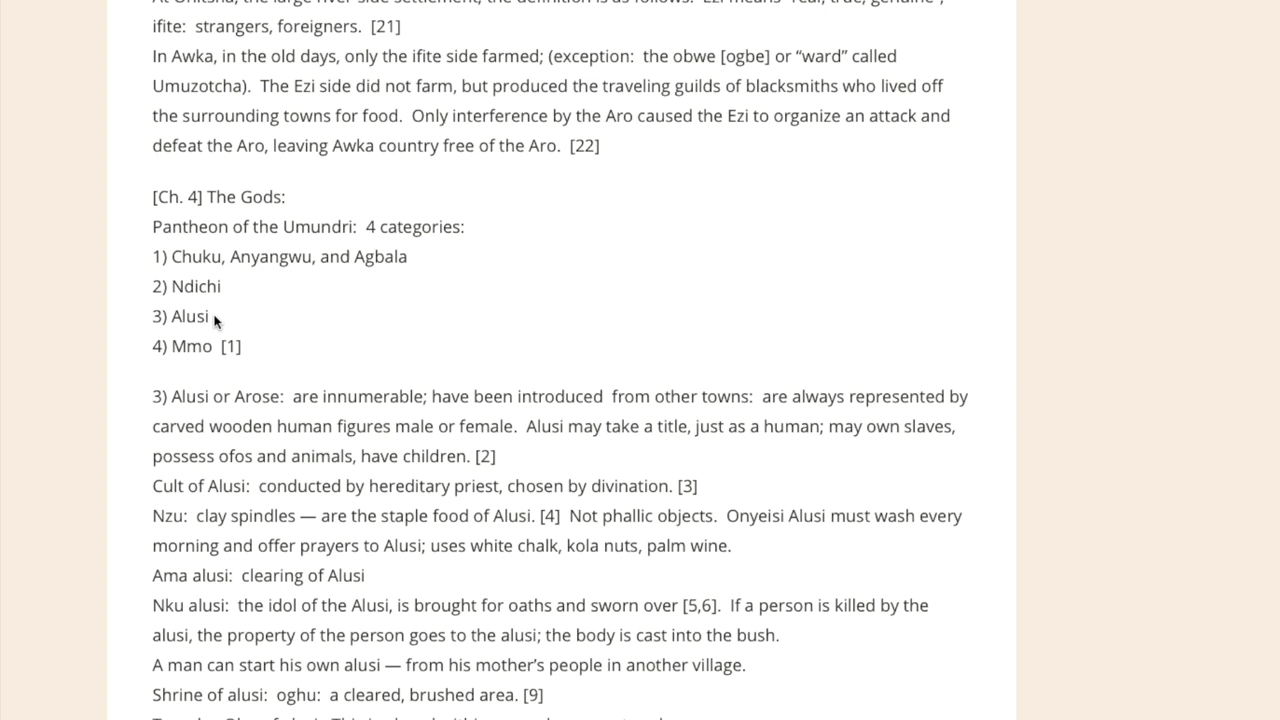 ifite:  strangers, foreigners.  [21]
In Awka, in the old days, only the ifite side farmed; (exception:  the obwe [ogbe] or “ward” called
Umuzotcha).  The Ezi side did not farm, but produced the traveling guilds of blacksmiths who lived off
the surrounding towns for food.  Only interference by the Aro caused the Ezi to organize an attack and
defeat the Aro, leaving Awka country free of the Aro.  [22]
[Ch. 4] The Gods:
Pantheon of the Umundri:  4 categories:
1) Chuku, Anyangwu, and Agbala
2) Ndichi
3) Alusi
4) Mmo  [1]
3) Alusi or Arose:  are innumerable; have been introduced  from other towns:  are always represented by
carved wooden human figures male or female.  Alusi may take a title, just as a human; may own slaves,
possess ofos and animals, have children. [2]
Cult of Alusi:  conducted by hereditary priest, chosen by divination. [3]
Nzu:  clay spindles — are the staple food of Alusi. [4]  Not phallic objects.  Onyeisi Alusi must wash every
morning and offer prayers to Alusi; uses white chalk, kola nuts, palm wine.
Ama alusi:  clearing of Alusi
Nku alusi:  the idol of the Alusi, is brought for oaths and sworn over [5,6].  If a person is killed by the
alusi, the property of the person goes to the alusi; the body is cast into the bush.
A man can start his own alusi — from his mother’s people in another village.
Shrine of alusi:  oghu:  a cleared, brushed area. [9]